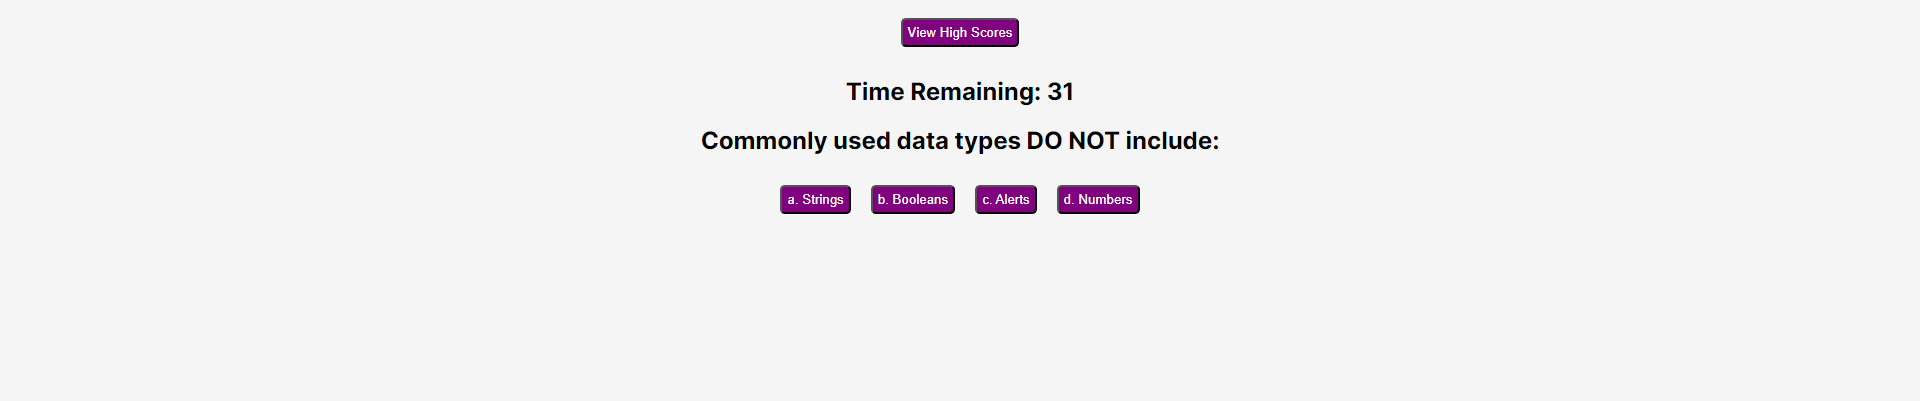 View High Scores
Time Remaining: 31
Commonly used data types DO NOT include:
a. Strings b. Booleans c. Alerts d. Numbers